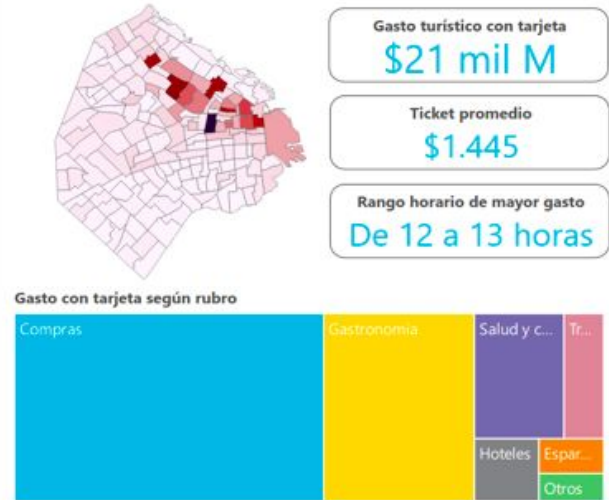 Gasto turístico con tarjeta
$21 mil M
Ticket promedio
$1.445
Rango horario de mayor gasto
De 12 a 13 horas
Gasto con tarjeta según rubro
Compras
Gastronomia
Salud y c...
Tr...
Hoteles
Espar...
Otros